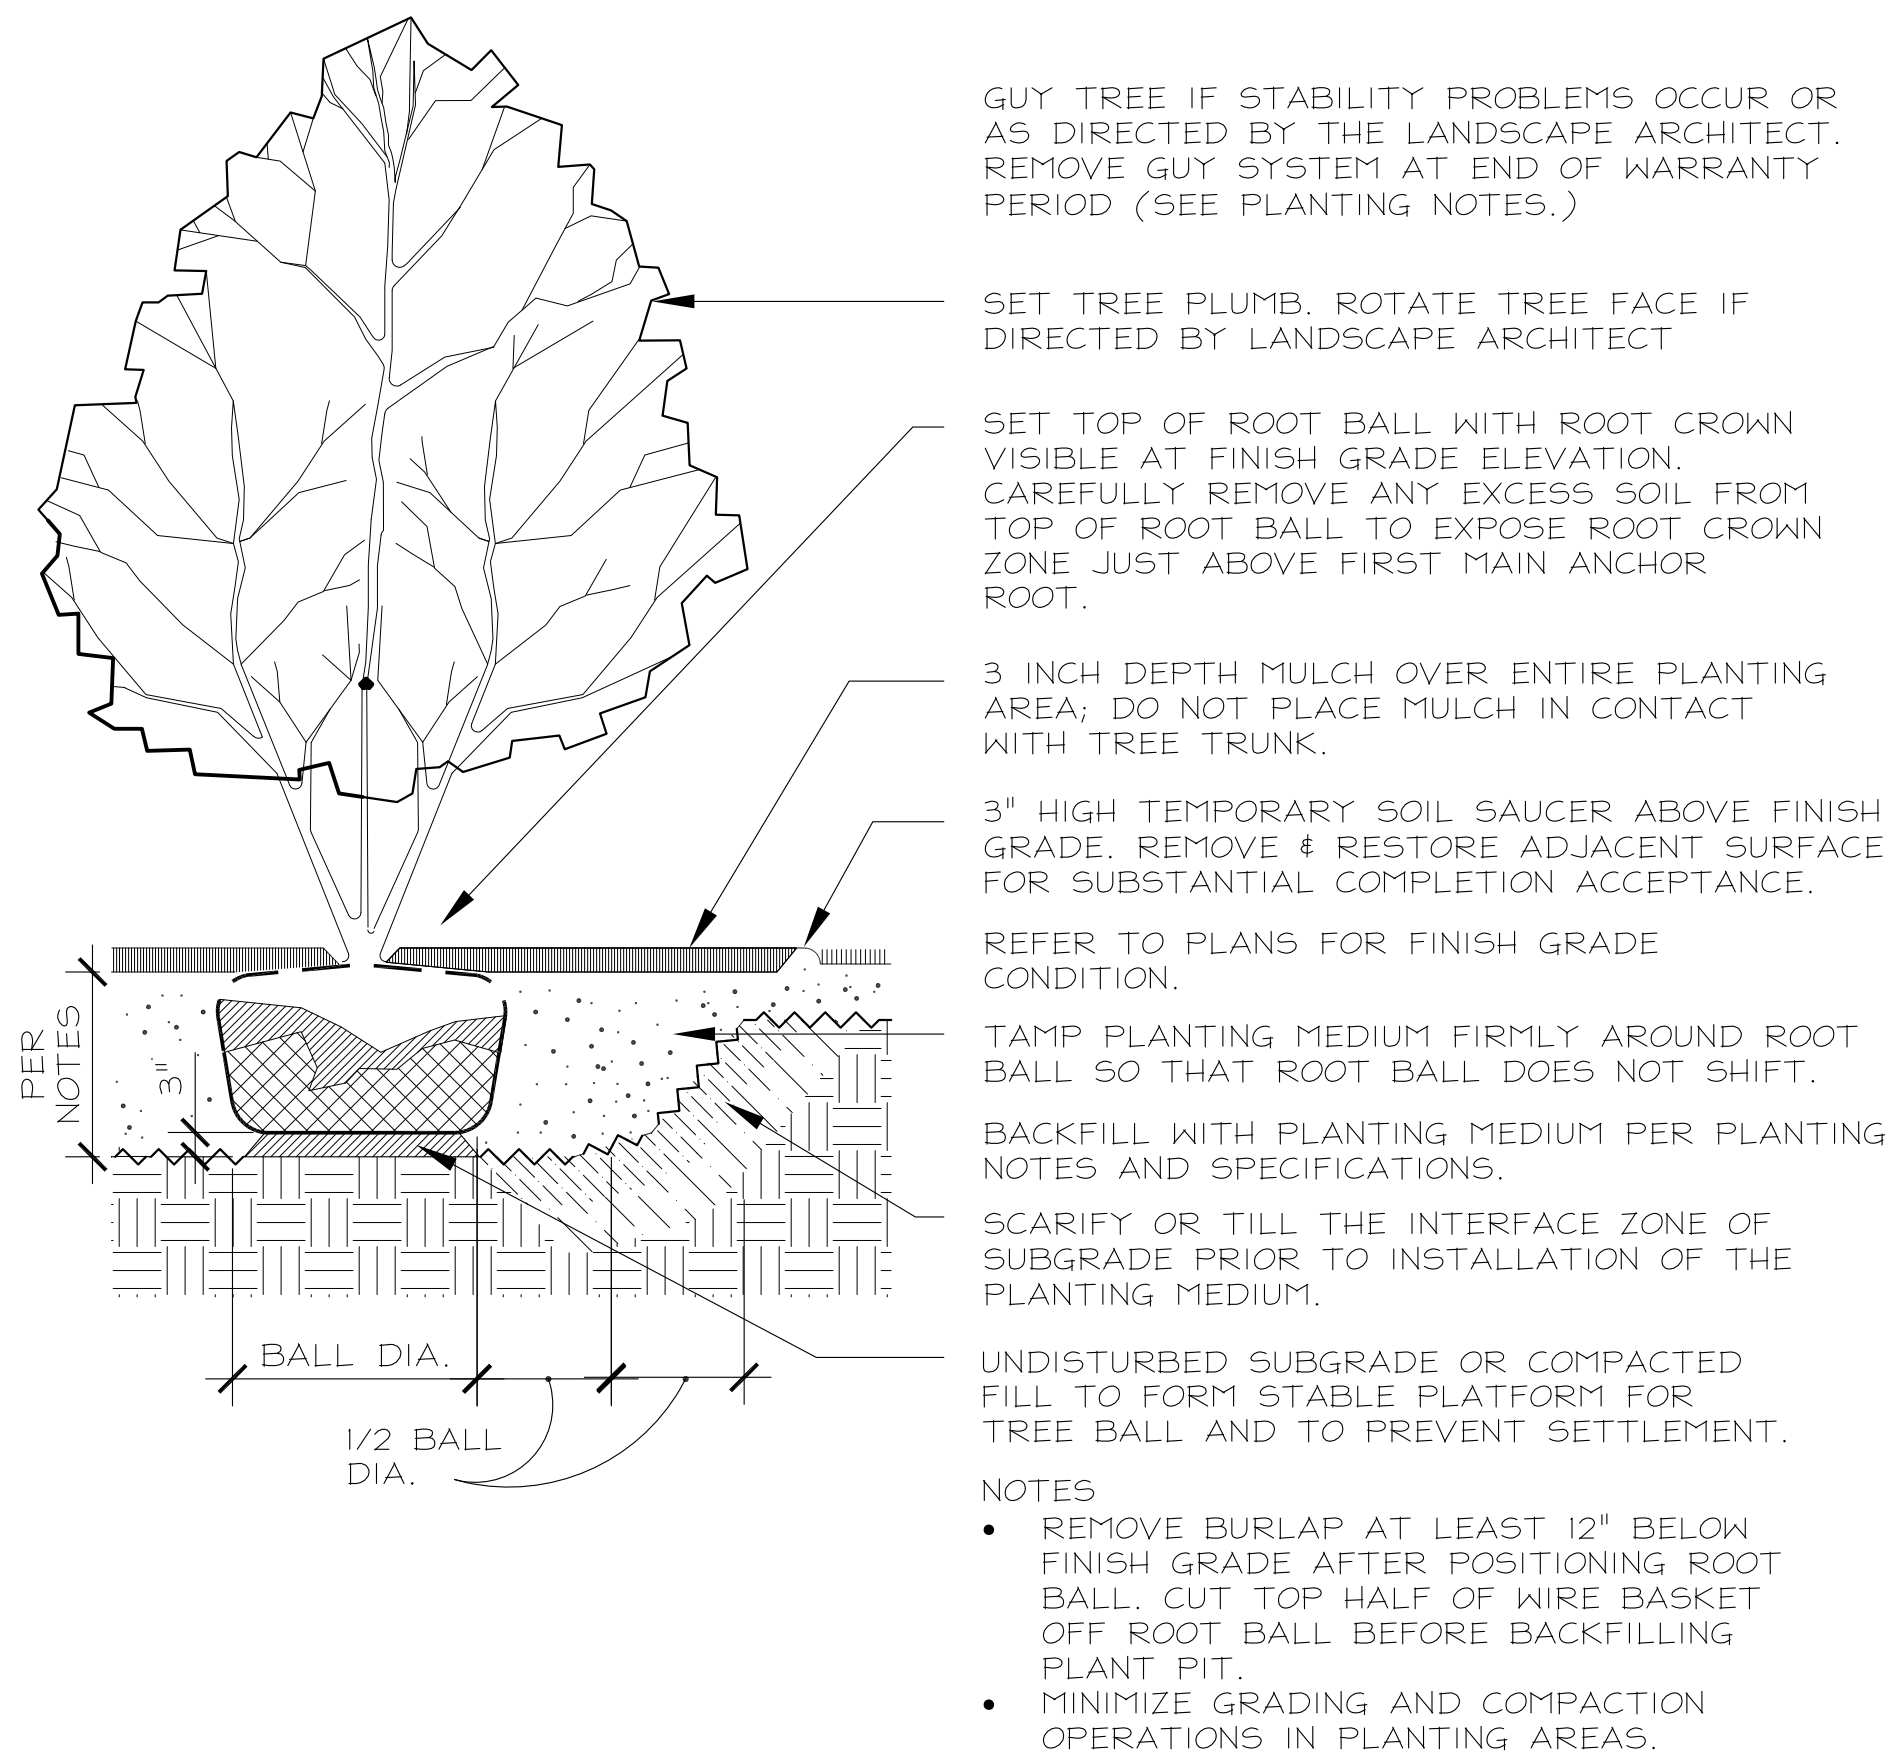 GUY TREE IF STABILITY PROBLEMS OCCUR OR
AS DIRECTED BY THE LANDSCAPE ARCHITECT.
REMOVE GUY SYSTEM AT END OF WARRANTY
PERIOD (SEE PLANTING NOTES.)
SET TREE PLUMB. ROTATE TREE FACE IF
DIRECTED BY LANDSCAPE ARCHITECT
SET TOP OF ROOT BALL WITH ROOT CROWN
VISIBLE AT FINISH GRADE ELEVATION.
CAREFULLY REMOVE ANY EXCESS SOIL FROM
TOP OF ROOT BALL TO EXPOSE ROOT CROWN
ZONE JUST ABOVE FIRST MAIN ANCHOR
ROOT.
3 INCH DEPTH MULCH OVER ENTIRE PLANTING
AREA; DO NOT PLACE MULCH IN CONTACT
WITH TREE TRUNK.
3" HIGH TEMPORARY SOIL SAUCER ABOVE FINISH
GRADE. REMOVE & RESTORE ADJACENT SURFACE
FOR SUBSTANTIAL COMPLETION ACCEPTANCE.
REFER TO PLANS FOR FINISH GRADE
CONDITION.
TAMP PLANTING MEDIUM FIRMLY AROUND ROOT
BALL SO THAT ROOT BALL DOES NOT SHIFT.
BACKFILL WITH PLANTING MEDIUM PER PLANTING
NOTES AND SPECIFICATIONS.
SCARIFY OR TILL THE INTERFACE ZONE OF
SUBGRADE PRIOR TO INSTALLATION OF THE
PLANTING MEDIUM.
UNDISTURBED SUBGRADE OR COMPACTED
FILL TO FORM STABLE PLATFORM FOR
TREE BALL AND TO PREVENT SETTLEMENT.
NOTES
• REMOVE BURLAP AT LEAST 12" BELOW
FINISH GRADE AFTER POSITIONING ROOT
BALL. CUT TOP HALF OF WIRE BASKET
OFF ROOT BALL BEFORE BACKFILLING
PLANT PIT.
• MINIMIZE GRADING AND COMPACTION
OPERATIONS IN PLANTING AREAS.
PER
NOTES
3"
BALL DIA.
1/2 BALL
DIA.